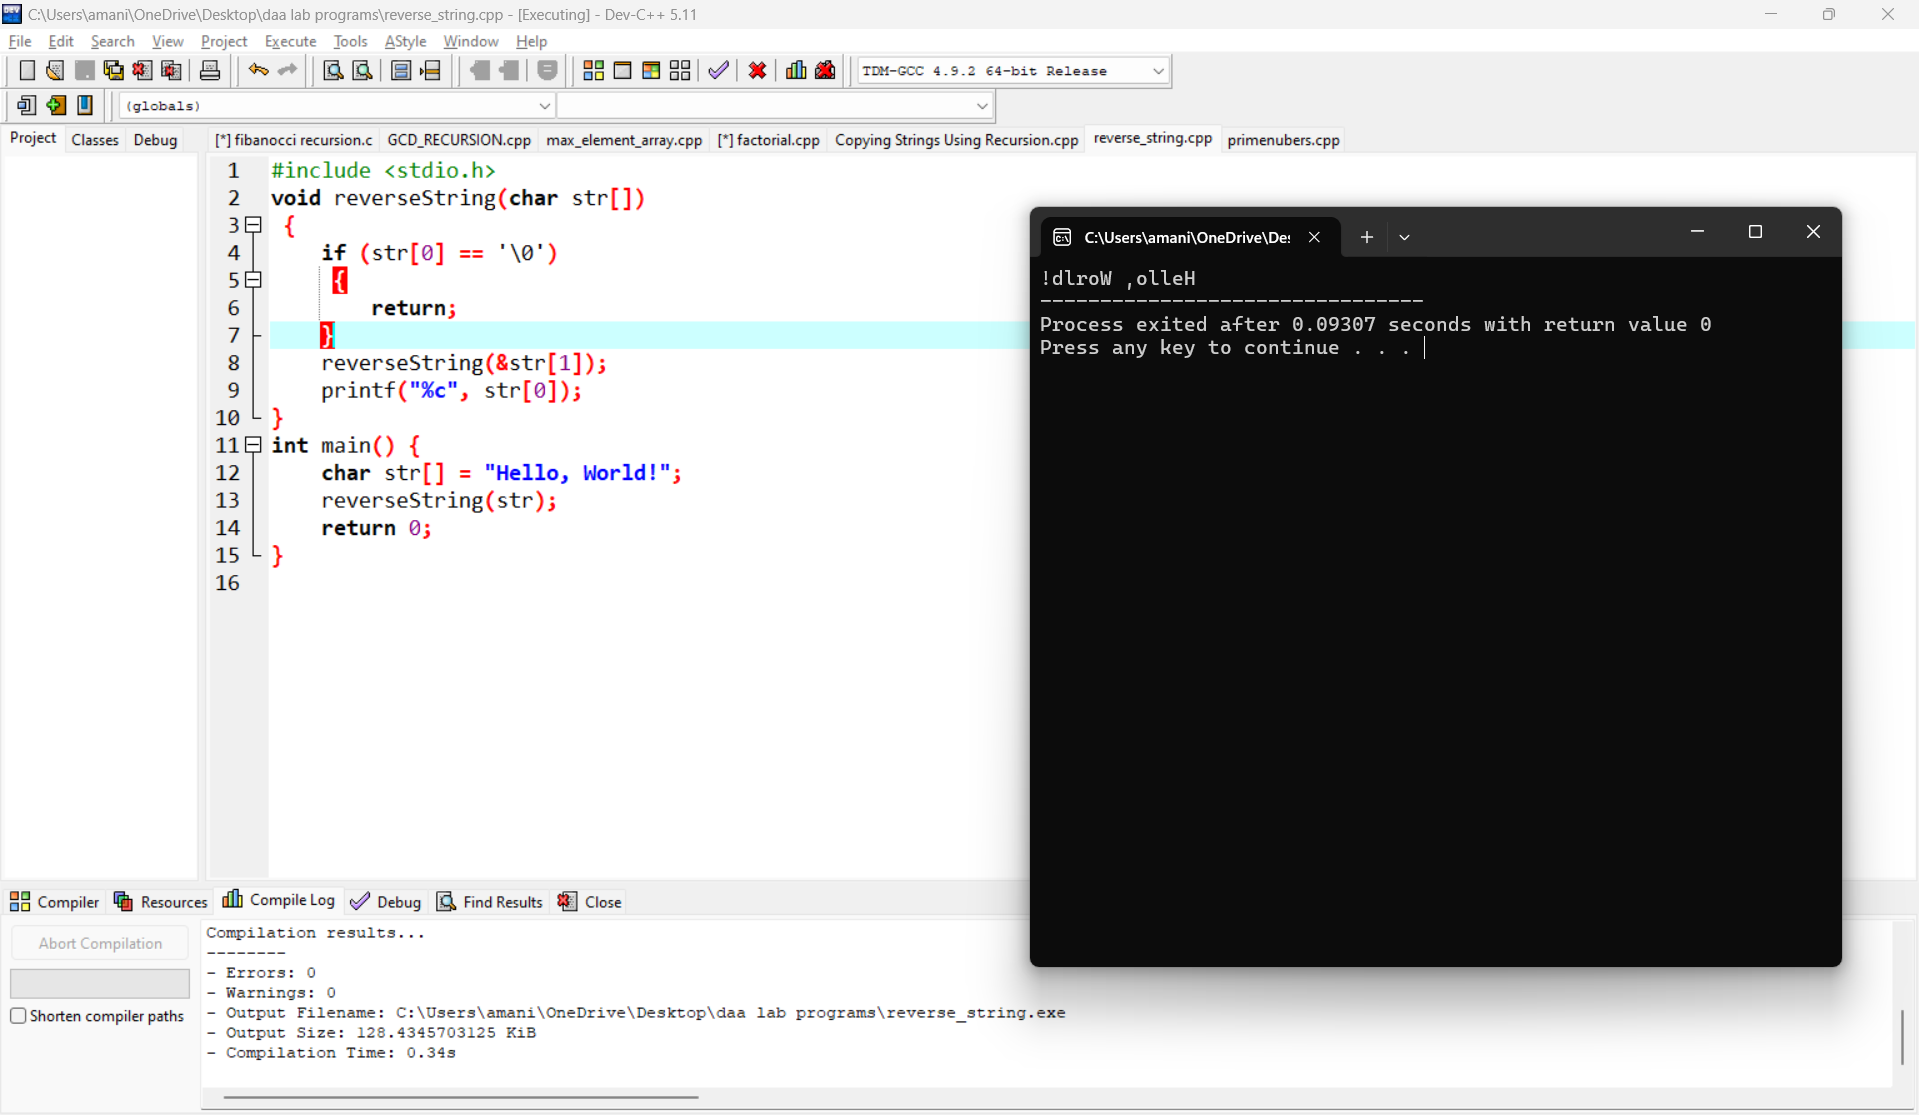 C:\Users\amani\OneDrive\Desktop\daa lab programs\reverse_string.cpp - [Executing] - Dev-C++ 5.11
File Edit Search View Project Execute Tools AStyle Window Help
TDM-GCC 4.9.2 64-bit Release
(globals)
Project Classes Debug
[*] fibanocci recursion.c GCD_RECURSION.cpp max_element_array.cpp [*] factorial.cpp Copying Strings Using Recursion.cpp reverse_string.cpp primenubers.cpp
1 #include <stdio.h>
2 void reverseString(char str[])
3 {
4 if (str[0] == '\0')
5 {
6 return;
7 }
8 reverseString(&str[1]);
9 printf("%c", str[0]);
10 }
11 int main() {
12 char str[] = "Hello, World!";
13 reverseString(str);
14 return 0;
15 }
16
C:\Users\amani\OneDrive\De
!dlroW ,olleH
--------------------------------
Process exited after 0.09307 seconds with return value 0
Press any key to continue . . .
Compiler Resources Compile Log Debug Find Results Close
Abort Compilation
Shorten compiler paths
Compilation results...
--------
- Errors: 0
- Warnings: 0
- Output Filename: C:\Users\amani\OneDrive\Desktop\daa lab programs\reverse_string.exe
- Output Size: 128.4345703125 KiB
- Compilation Time: 0.34s